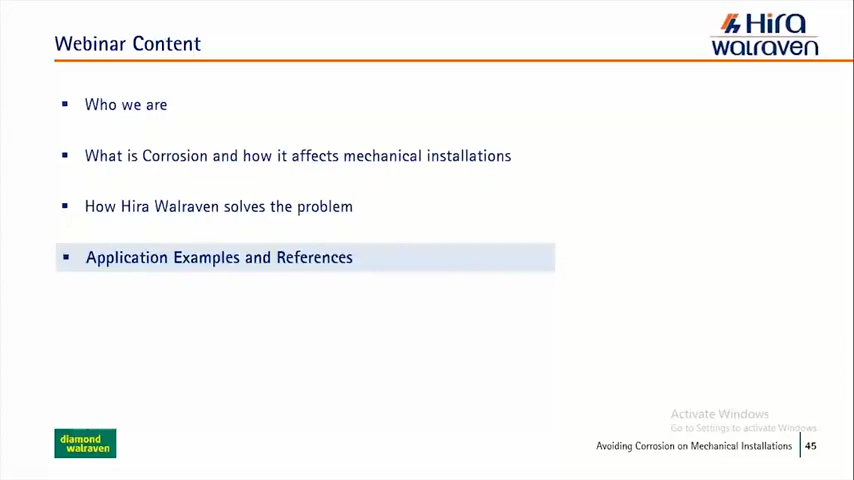 Webinar Content
Hira
walraven
Who we are
What is Corrosion and how it affects mechanical installations
How Hira Walraven solves the problem
Application Examples and References
Activate Windows
Go to Settings to activate Windows
diamond
walraven
Avoiding Corrosion on Mechanical Installations 45